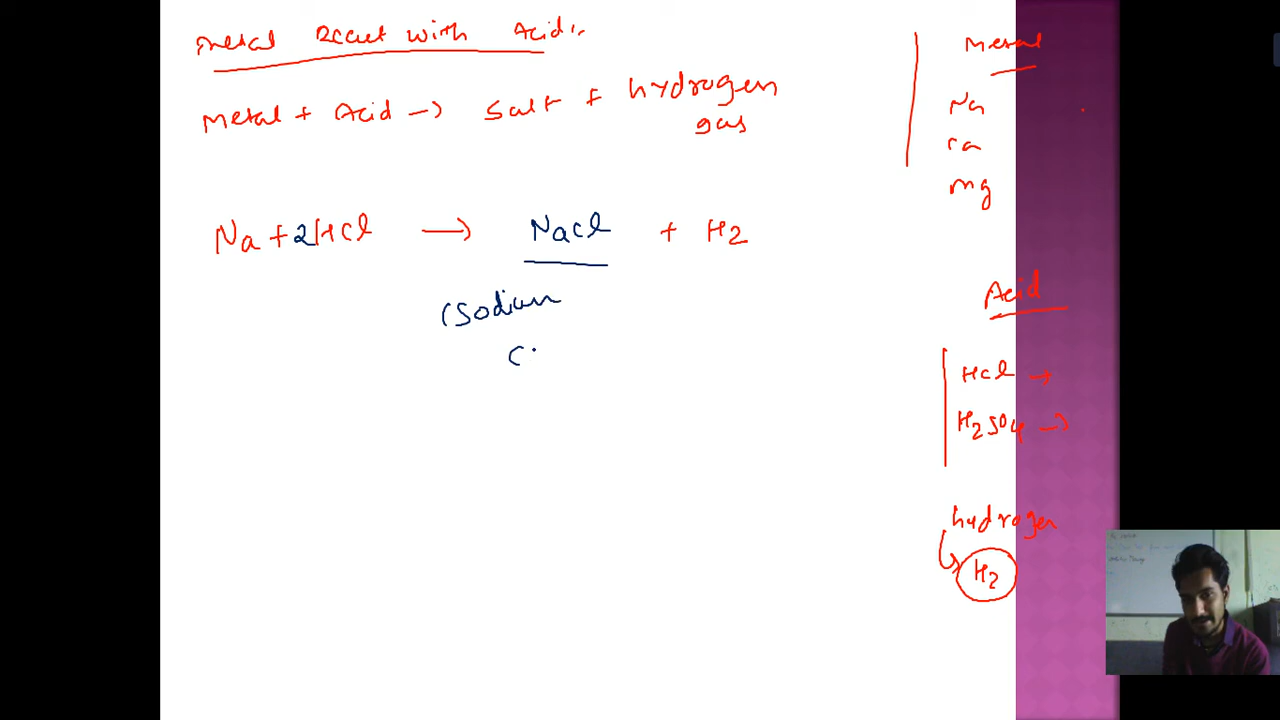 metal react with Acid:
Metal + Acid → Salt + hydrogen
gas
Na + 2HCl → NaCl + H2
(Sodium
C
Metal
Na
Ca
mg
Acid
HCl →
H2SO4 →
hydrogen
H2